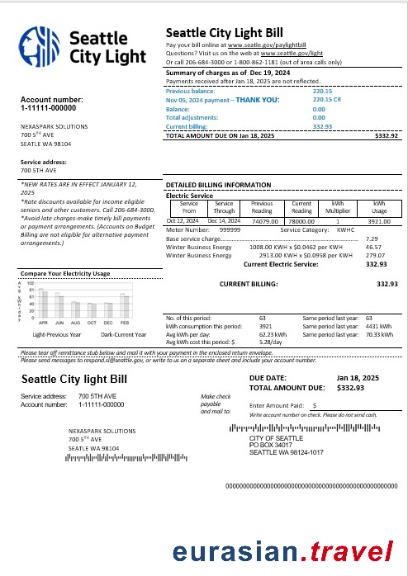 Seattle
City Light
Seattle City Light Bill
Pay your bill online at www.seattle.gov/paylightbill
Questions? Visit us on the web at www.seattle.gov/light
Or call 206-684-3000 or 1-800-862-1181 (out of area calls only)
Summary of charges as of Dec 19, 2024
Payments received after Jan 18, 2025, are not reflected.
Previous balance: 220.15
Nov 05, 2024 payment – THANK YOU: 220.15 CR
Balance: 0.00
Total adjustments: 0.00
Current billing: 332.93
TOTAL AMOUNT DUE ON Jan 18, 2025 $332.92
Account number:
1-11111-000000
NEXASPARK SOLUTIONS
700 5TH AVE
SEATLE WA 98104
Service address:
700 5TH AVE
*NEW RATES ARE IN EFFECT JANUARY 12,
2025
*Rate discounts available for income eligible
seniors and other customers. Call 206-684-3000.
*Avoid late charges-make timely bill payments
or payment arrangements. (Accounts on Budget
Billing are not eligible for alternative payment
arrangements.)
DETAILED BILLING INFORMATION
Electric Service
Service From Service Through Previous Reading Current Reading kWh Multiplier kWh Usage
Oct 12, 2024 Dec 14, 2024 74079.00 78000.00 1 3921.00
Meter Number: 999999 Service Category: KWHC
Base service charge 7.29
Winter Business Energy 1008.00 KWH x $0.0462 per KWH 46.57
Winter Business Energy 2913.00 KWH x $0.0958 per KWH 279.07
Current Electric Service: 332.93
CURRENT BILLING: 332.93
Compare Your Electricity Usage
Avg kWh/day
100
80
60
40
20
0
APR JUN AUG OCT DEC FEB
Light-Previous Year Dark-Current Year
No. of this period: 63 Same period last year: 63
kWh consumption this period: 3921 Same period last year: 4431 kWh
Avg kWh per day: 62.23 kWh Same period last year: 70.33 kWh
Avg kWh cost this period: $ 5.28/day
Please tear off remittance stub below and mail it with your payment in the enclosed return envelope.
Please send messages to respond.sl@seattle.gov, or write to us on a separate sheet and include your account number.
Seattle City light Bill
Service address: 700 5TH AVE
Account number: 1-11111-000000
DUE DATE: Jan 18, 2025
TOTAL AMOUNT DUE: $332.93
Make check
payable
and mail to:
Enter Amount Paid: $
Write account number on check. Please do not send cash.
NEXASPARK SOLUTIONS
700 5TH AVE
SEATLE WA 98104
CITY OF SEATTLE
PO BOX 34017
SEATTLE WA 98124-1017
eurasian.travel